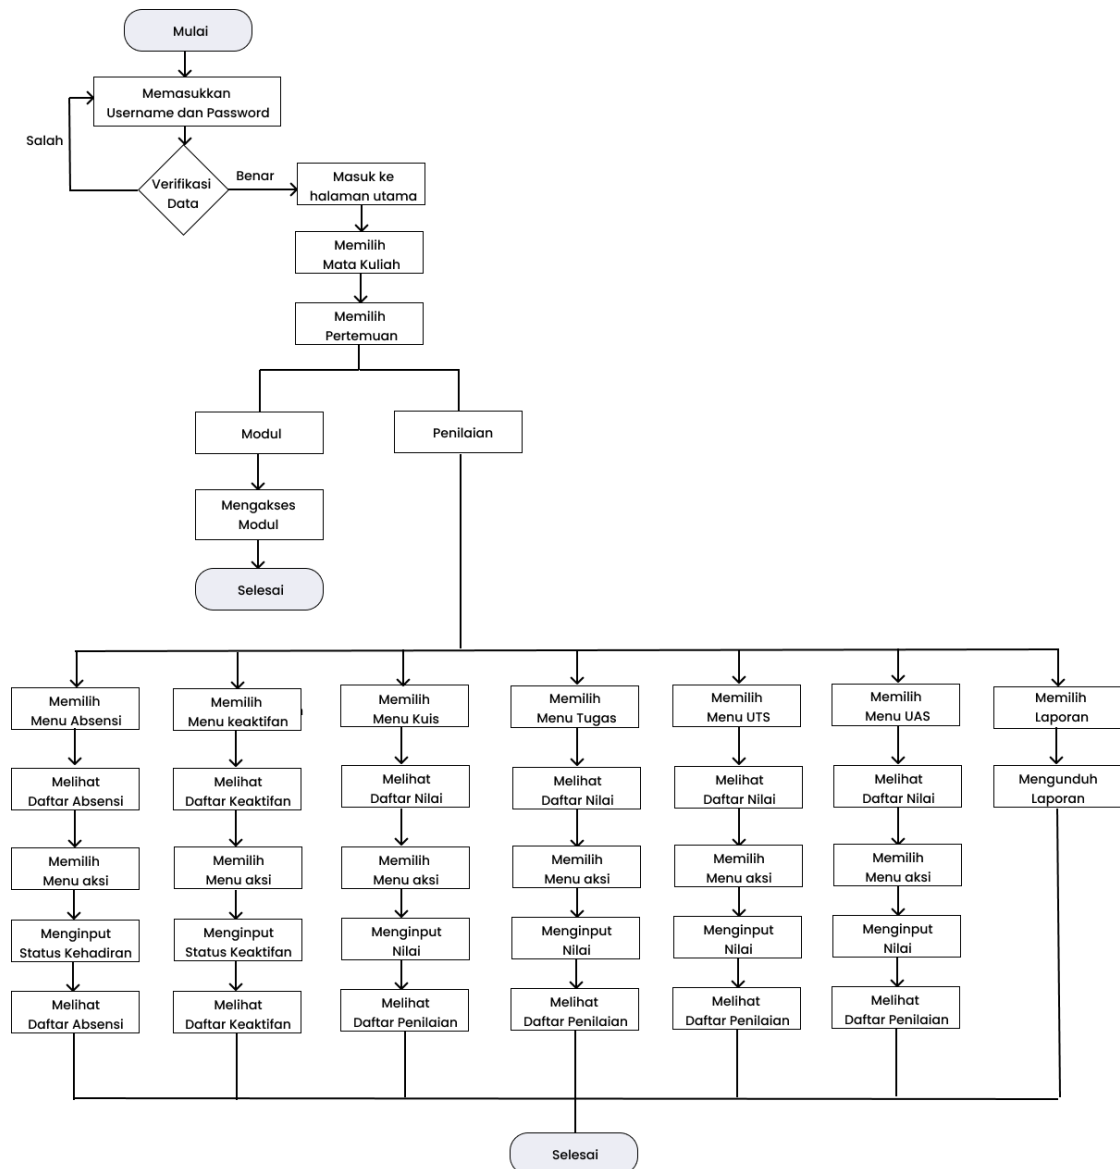 Mulai
Memasukkan
Username dan Password
Salah
Verifikasi
Data
Benar
Masuk ke
halaman utama
Memilih
Mata Kuliah
Memilih
Pertemuan
Modul
Penilaian
Mengakses
Modul
Selesai
Memilih
Menu Absensi
Memilih
Menu keaktifan
Memilih
Menu Kuis
Memilih
Menu Tugas
Memilih
Menu UTS
Memilih
Menu UAS
Memilih
Laporan
Melihat
Daftar Absensi
Melihat
Daftar Keaktifan
Melihat
Daftar Nilai
Melihat
Daftar Nilai
Melihat
Daftar Nilai
Melihat
Daftar Nilai
Mengunduh
Laporan
Memilih
Menu aksi
Memilih
Menu aksi
Memilih
Menu aksi
Memilih
Menu aksi
Memilih
Menu aksi
Memilih
Menu aksi
Menginput
Status Kehadiran
Menginput
Status Keaktifan
Menginput
Nilai
Menginput
Nilai
Menginput
Nilai
Menginput
Nilai
Melihat
Daftar Absensi
Melihat
Daftar Keaktifan
Melihat
Daftar Penilaian
Melihat
Daftar Penilaian
Melihat
Daftar Penilaian
Melihat
Daftar Penilaian
Selesai